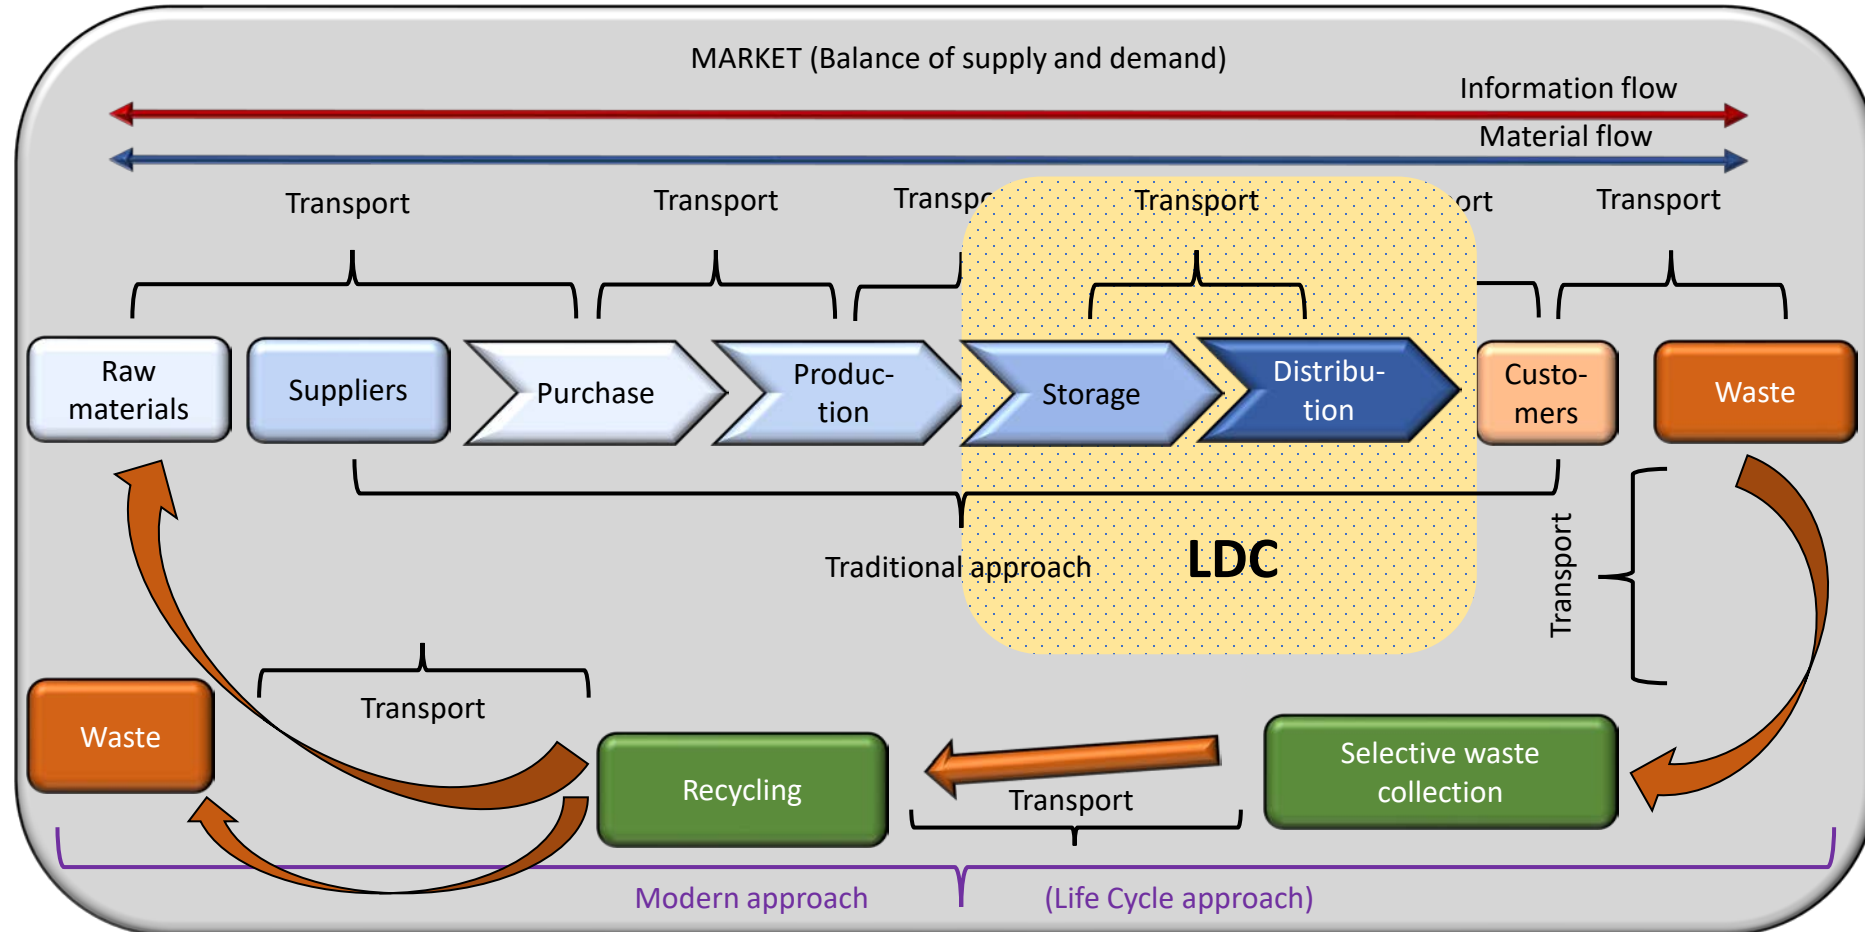 MARKET (Balance of supply and demand)
Information flow
Material flow
Transport
Transport
Transpo
Transport
ort
Transport
Raw
materials
Suppliers
Purchase
Produc-
tion
Storage
Distribu-
tion
Custo-
mers
Waste
Traditional approach
LDC
Transport
Transport
Waste
Recycling
Transport
Selective waste
collection
Modern approach
(Life Cycle approach)